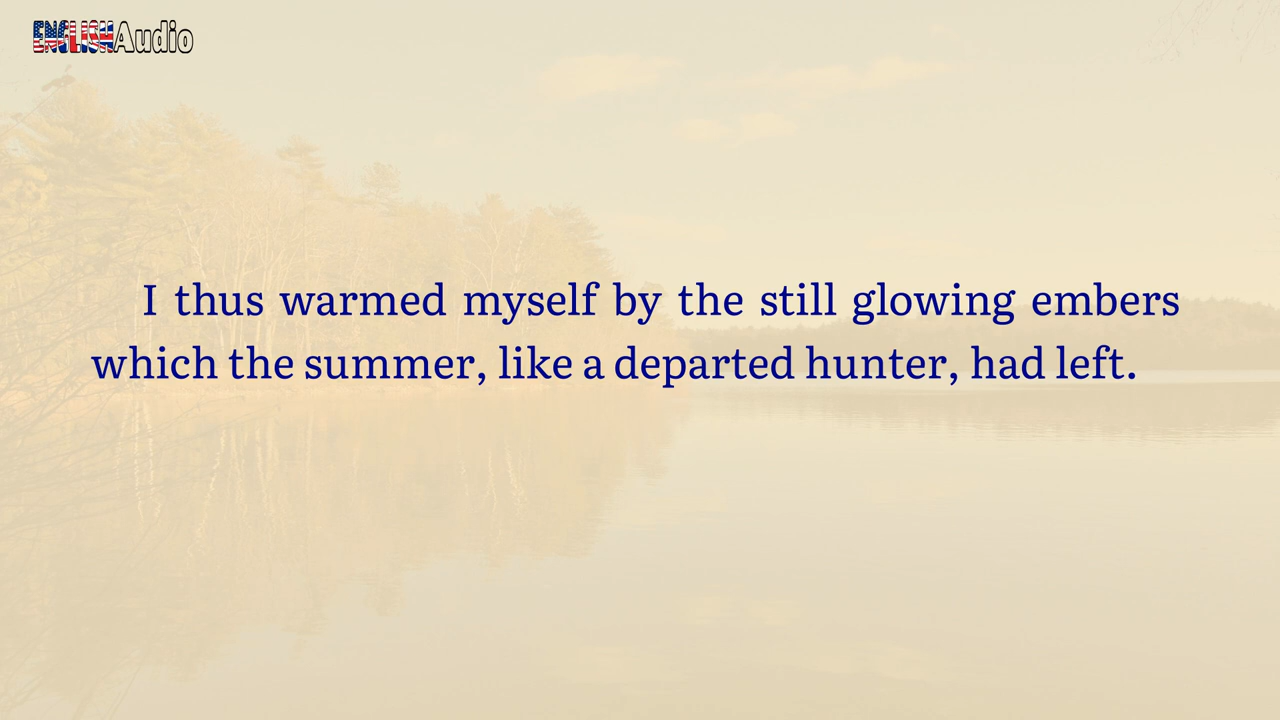 ENGLISHAudio
I thus warmed myself by the still glowing embers
which the summer, like a departed hunter, had left.